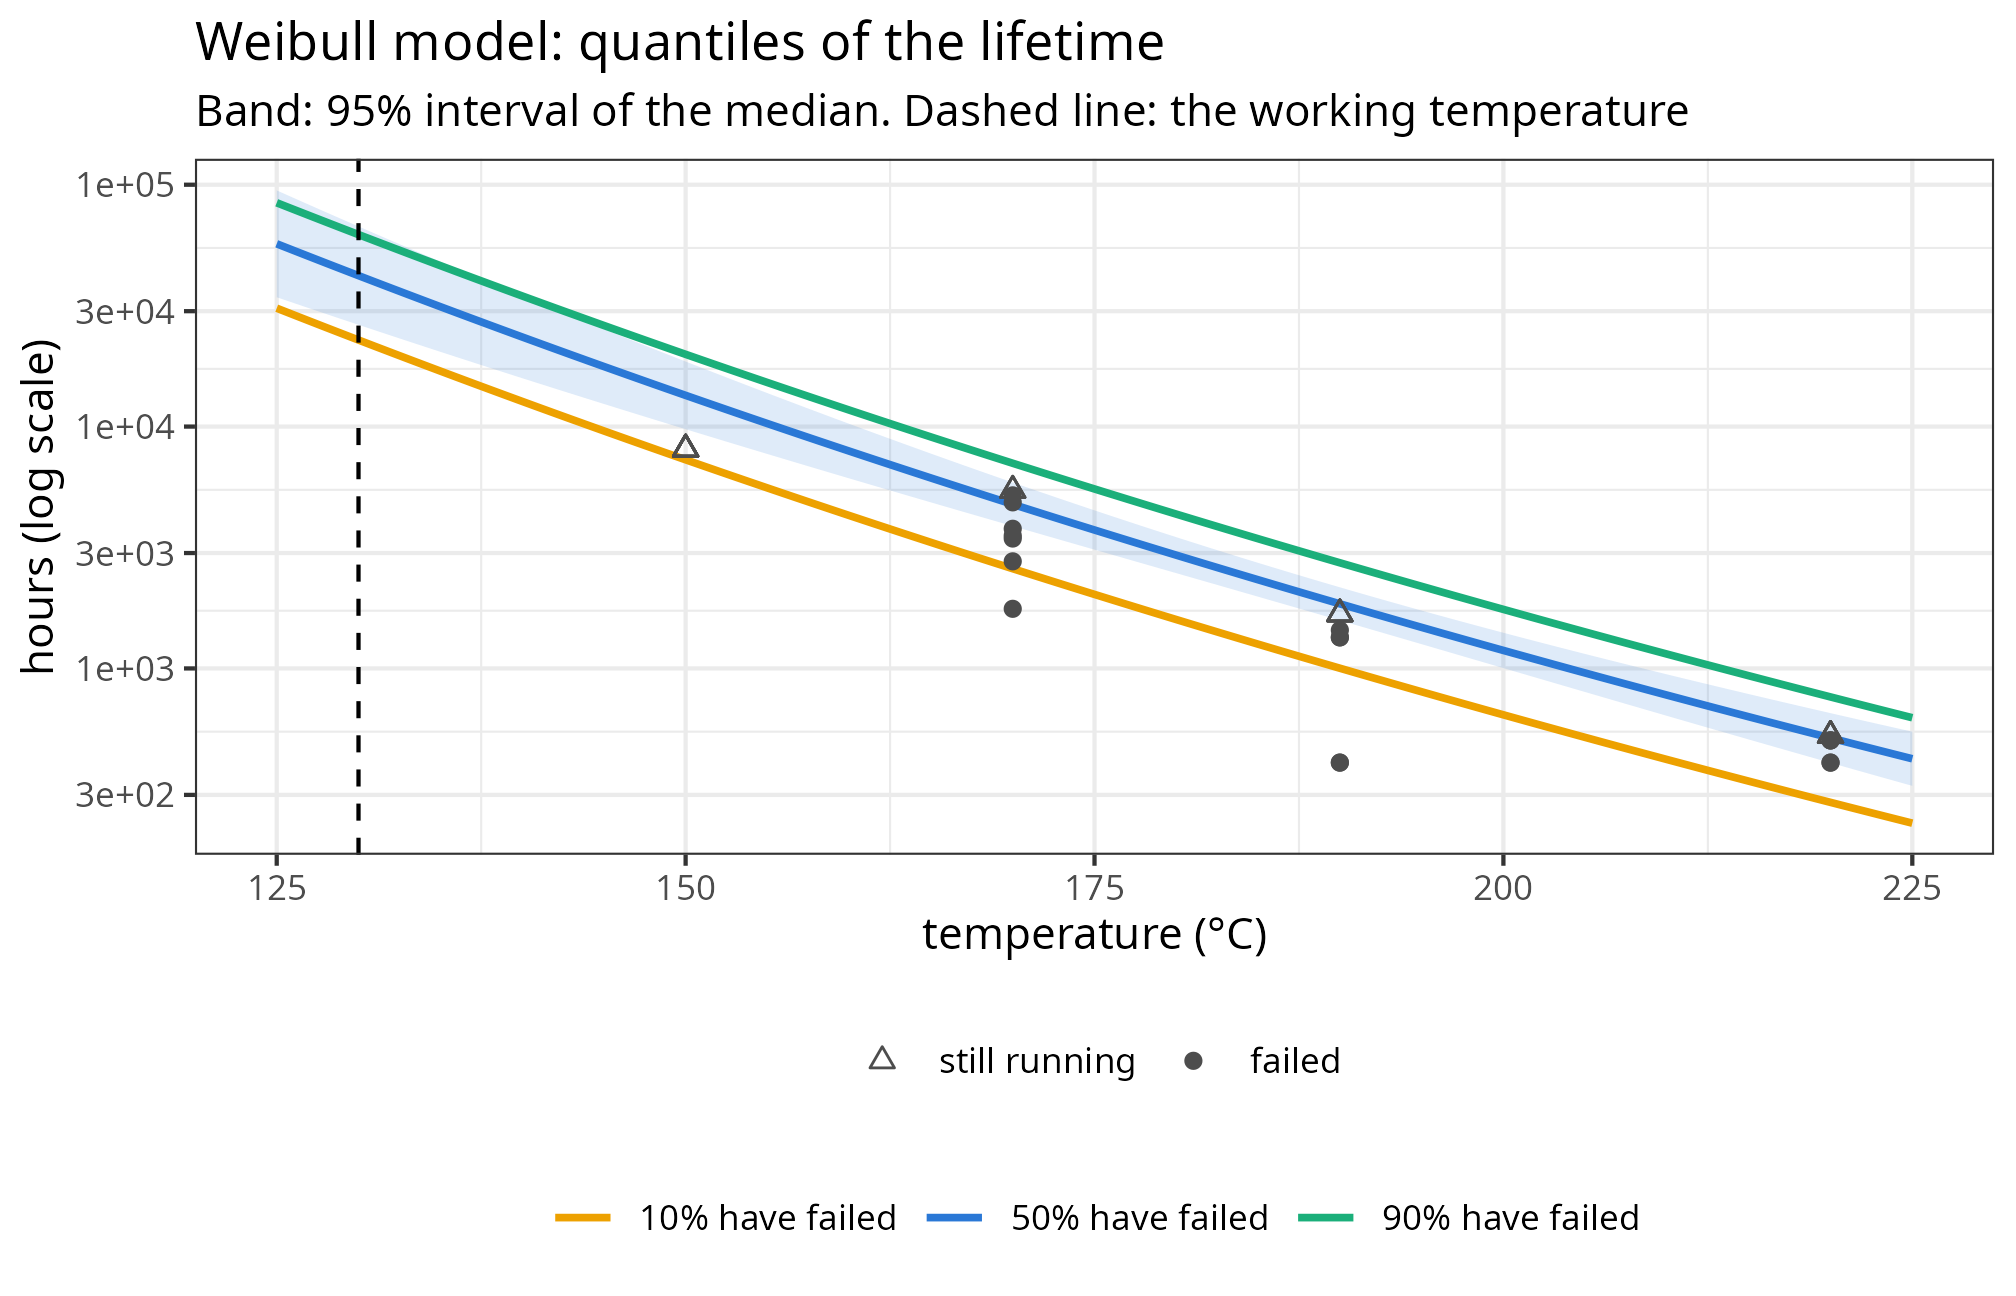 Weibull model: quantiles of the lifetime
Band: 95% interval of the median. Dashed line: the working temperature
hours (log scale)
1e+05
3e+04
1e+04
3e+03
1e+03
3e+02
125
150
175
200
225
temperature (°C)
still running
failed
10% have failed
50% have failed
90% have failed